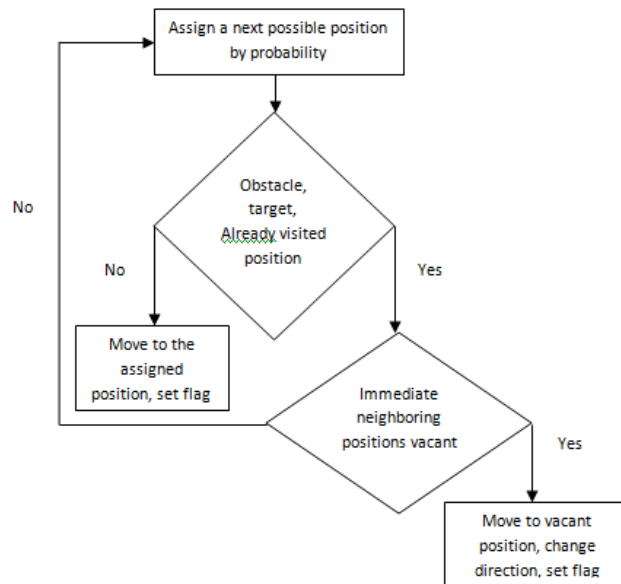 Assign a next possible position
by probability
Obstacle,
target,
Already visited
position
No
No
Yes
Move to the
assigned
position, set flag
Immediate
neighboring
positions vacant
Yes
Move to vacant
position, change
direction, set flag